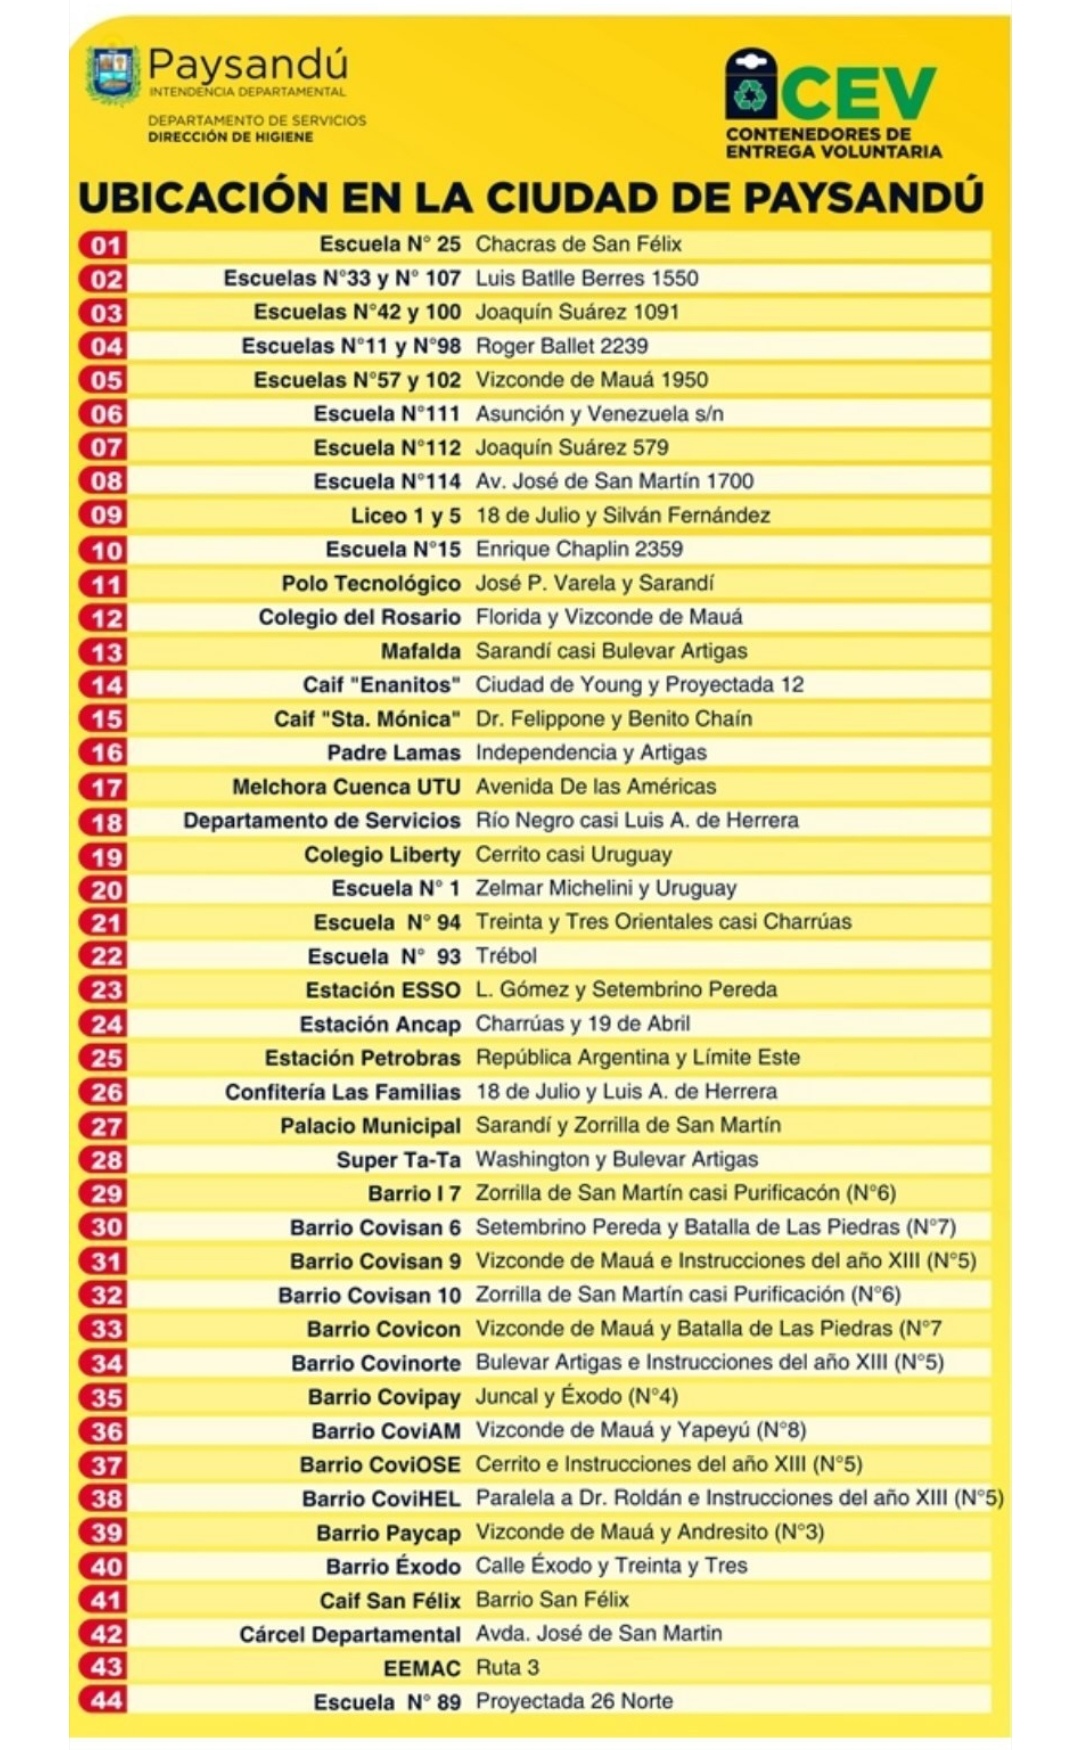 Paysandú
INTENDENCIA DEPARTAMENTAL
DEPARTAMENTO DE SERVICIOS
DIRECCIÓN DE HIGIENE
CEV
CONTENEDORES DE
ENTREGA VOLUNTARIA
UBICACIÓN EN LA CIUDAD DE PAYSANDÚ
01 Escuela N° 25 Chacras de San Félix
02 Escuelas N°33 y N° 107 Luis Batlle Berres 1550
03 Escuelas N°42 y 100 Joaquín Suárez 1091
04 Escuelas N°11 y N°98 Roger Ballet 2239
05 Escuelas N°57 y 102 Vizconde de Mauá 1950
06 Escuela N°111 Asunción y Venezuela s/n
07 Escuela N°112 Joaquín Suárez 579
08 Escuela N°114 Av. José de San Martín 1700
09 Liceo 1 y 5 18 de Julio y Silván Fernández
10 Escuela N°15 Enrique Chaplin 2359
11 Polo Tecnológico José P. Varela y Sarandí
12 Colegio del Rosario Florida y Vizconde de Mauá
13 Mafalda Sarandí casi Bulevar Artigas
14 Caif "Enanitos" Ciudad de Young y Proyectada 12
15 Caif "Sta. Mónica" Dr. Felippone y Benito Chaín
16 Padre Lamas Independencia y Artigas
17 Melchora Cuenca UTU Avenida De las Américas
18 Departamento de Servicios Río Negro casi Luis A. de Herrera
19 Colegio Liberty Cerrito casi Uruguay
20 Escuela N° 1 Zelmar Michelini y Uruguay
21 Escuela N° 94 Treinta y Tres Orientales casi Charrúas
22 Escuela N° 93 Trébol
23 Estación ESSO L. Gómez y Setembrino Pereda
24 Estación Ancap Charrúas y 19 de Abril
25 Estación Petrobras República Argentina y Límite Este
26 Confitería Las Familias 18 de Julio y Luis A. de Herrera
27 Palacio Municipal Sarandí y Zorrilla de San Martín
28 Super Ta-Ta Washington y Bulevar Artigas
29 Barrio I 7 Zorrilla de San Martín casi Purificacón (N°6)
30 Barrio Covisan 6 Setembrino Pereda y Batalla de Las Piedras (N°7)
31 Barrio Covisan 9 Vizconde de Mauá e Instrucciones del año XIII (N°5)
32 Barrio Covisan 10 Zorrilla de San Martín casi Purificación (N°6)
33 Barrio Covicon Vizconde de Mauá y Batalla de Las Piedras (N°7
34 Barrio Covinorte Bulevar Artigas e Instrucciones del año XIII (N°5)
35 Barrio Covipay Juncal y Éxodo (N°4)
36 Barrio CoviAM Vizconde de Mauá y Yapeyú (N°8)
37 Barrio CoviOSE Cerrito e Instrucciones del año XIII (N°5)
38 Barrio CoviHEL Paralela a Dr. Roldán e Instrucciones del año XIII (N°5)
39 Barrio Paycap Vizconde de Mauá y Andresito (N°3)
40 Barrio Éxodo Calle Éxodo y Treinta y Tres
41 Caif San Félix Barrio San Félix
42 Cárcel Departamental Avda. José de San Martin
43 EEMAC Ruta 3
44 Escuela N° 89 Proyectada 26 Norte